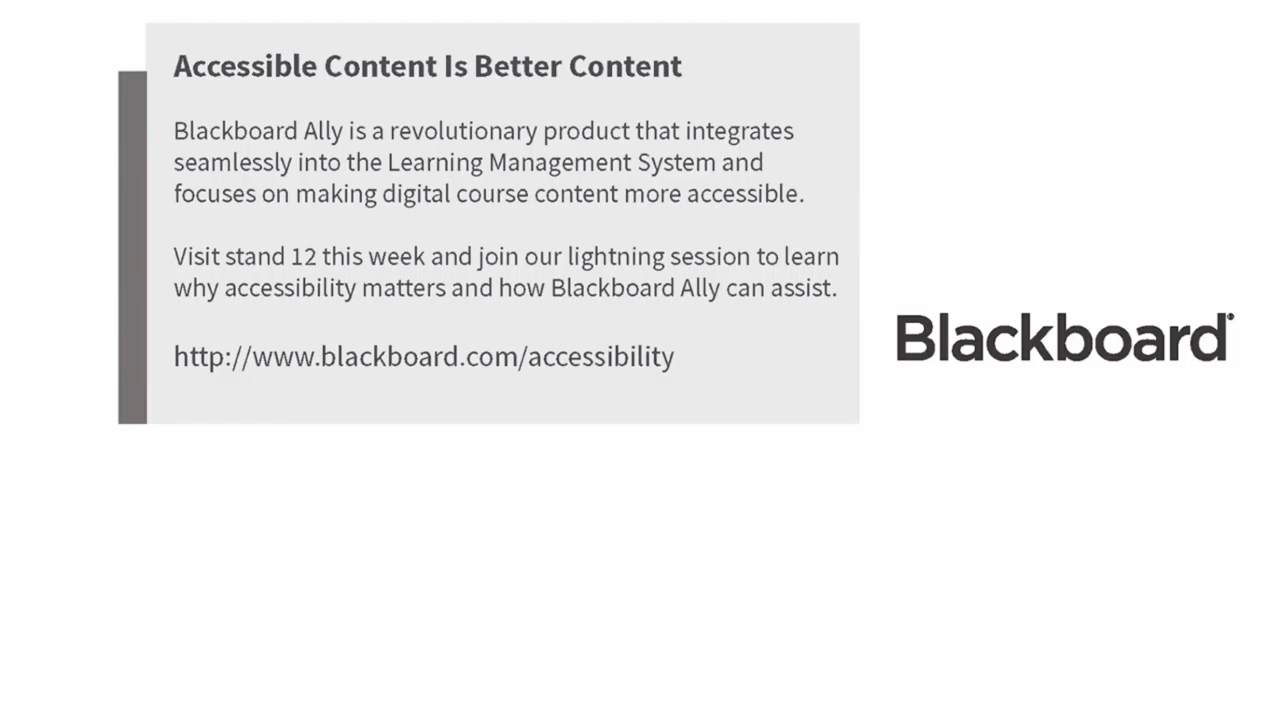 Accessible Content Is Better Content
Blackboard Ally is a revolutionary product that integrates
seamlessly into the Learning Management System and
focuses on making digital course content more accessible.
Visit stand 12 this week and join our lightning session to learn
why accessibility matters and how Blackboard Ally can assist.
http://www.blackboard.com/accessibility
Blackboard